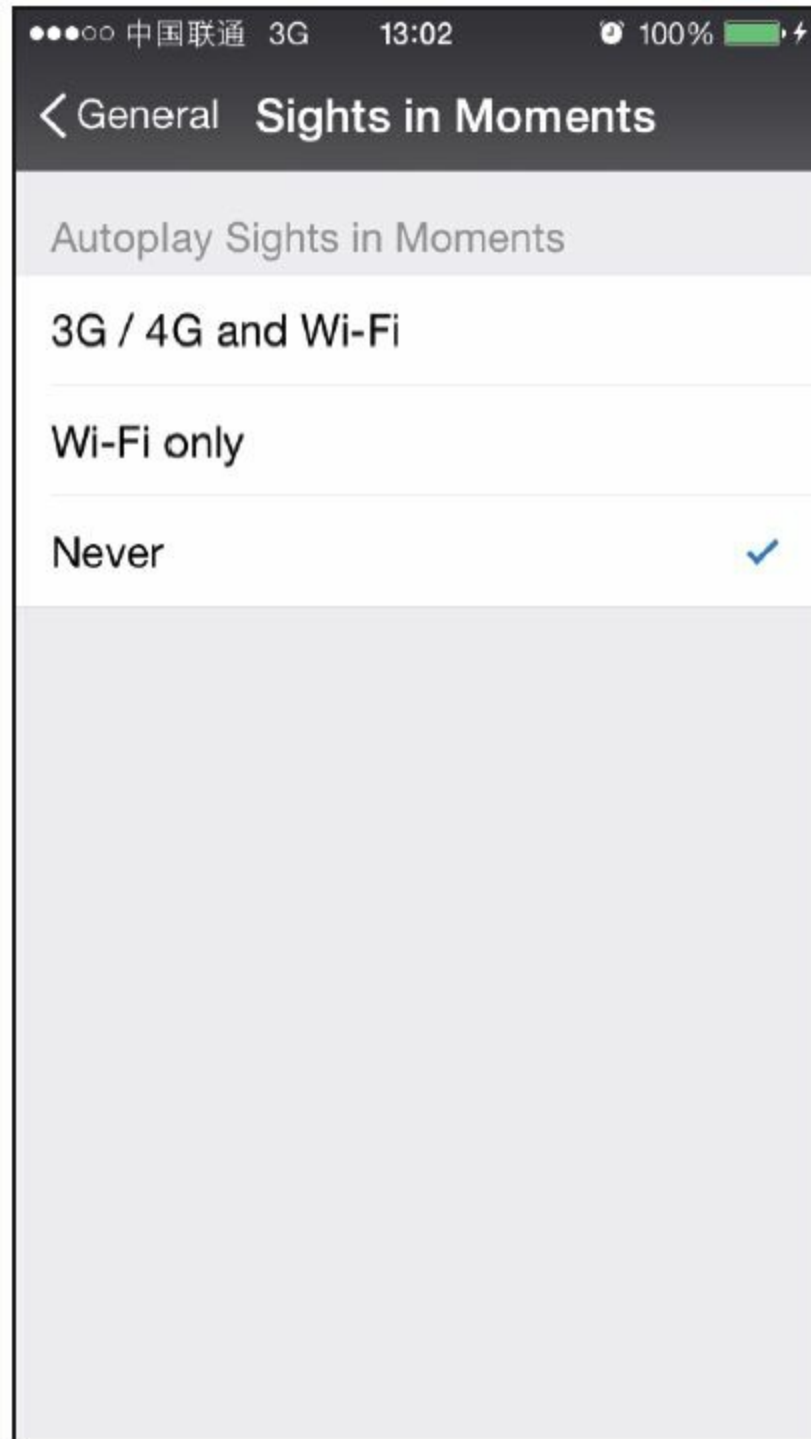 中国联通 3G 13:02 100%
General Sights in Moments
Autoplay Sights in Moments
3G / 4G and Wi-Fi
Wi-Fi only
Never